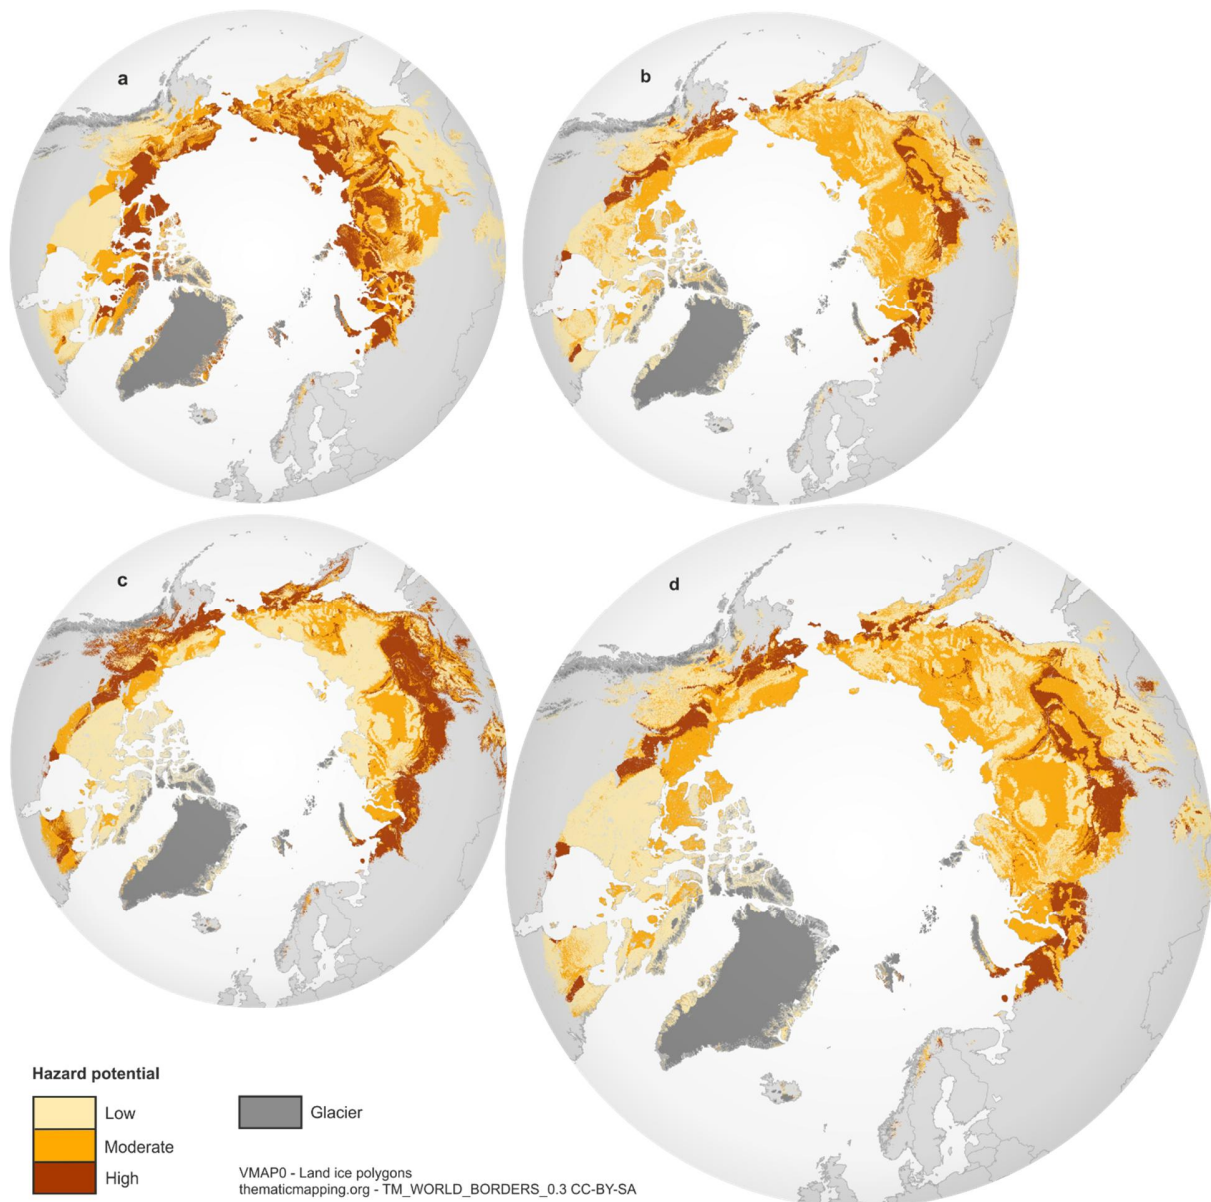 a
b
c
d
Hazard potential
Low
Moderate
High
Glacier
VMAP0 - Land ice polygons
thematicmapping.org - TM_WORLD_BORDERS_0.3 CC-BY-SA